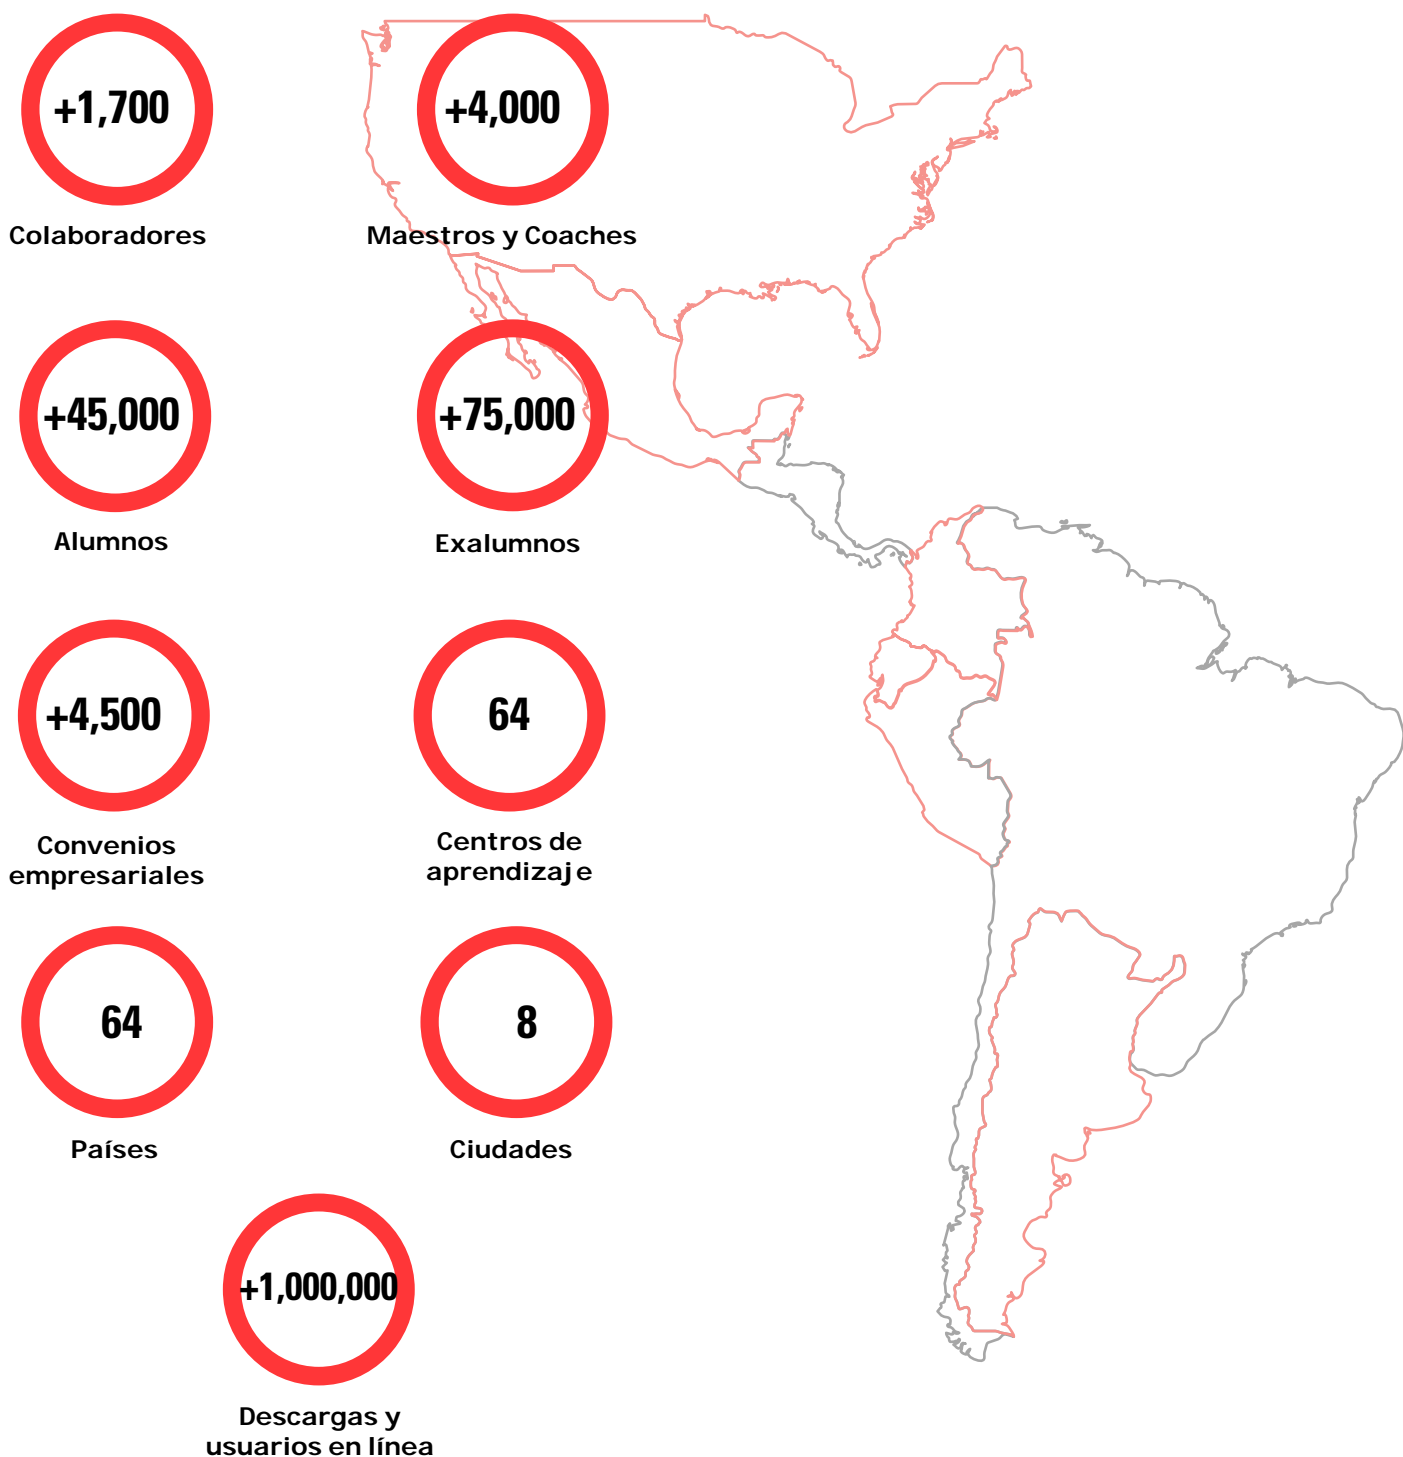 +1,700
Colaboradores
+4,000
Maestros y Coaches
+45,000
Alumnos
+75,000
Exalumnos
+4,500
Convenios
empresariales
64
Centros de
aprendizaje
64
Países
8
Ciudades
+1,000,000
Descargas y
usuarios en línea